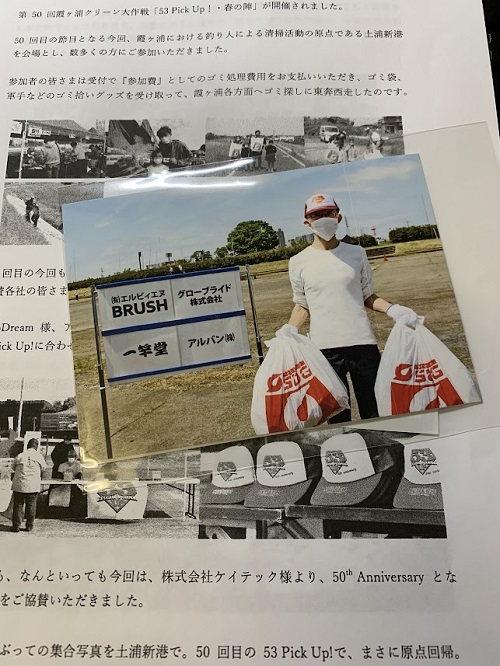 第 50 回霞ヶ浦クリーン大作戦「53 Pick Up!・春の陣」が開催されました。
50 回目の節目となる今回、霞ヶ浦における釣り人による清掃活動の原点である土浦新港
を会場とし、数多くの方にご参加いただきました。
参加者の皆さまは受付で『参加費』としてのゴミ処理費用をお支払いいただき、ゴミ袋、
軍手などのゴミ拾いグッズを受け取って、霞ヶ浦各方面へゴミ探しに東奔西走したのです。
回目の今回も
賛各社の皆さま
Dream 様、ア
ick Up!に合わ
㈲エルビィエヌ
BRUSH
グローブライド
株式会社
一竿堂
アルバン㈱
53
53
53
53
る、なんといっても今回は、株式会社ケイテック様より、50th Anniversary とな
をご協賛いただきました。
ぶっての集合写真を土浦新港で。50 回目の 53 Pick Up!で、まさに原点回帰。